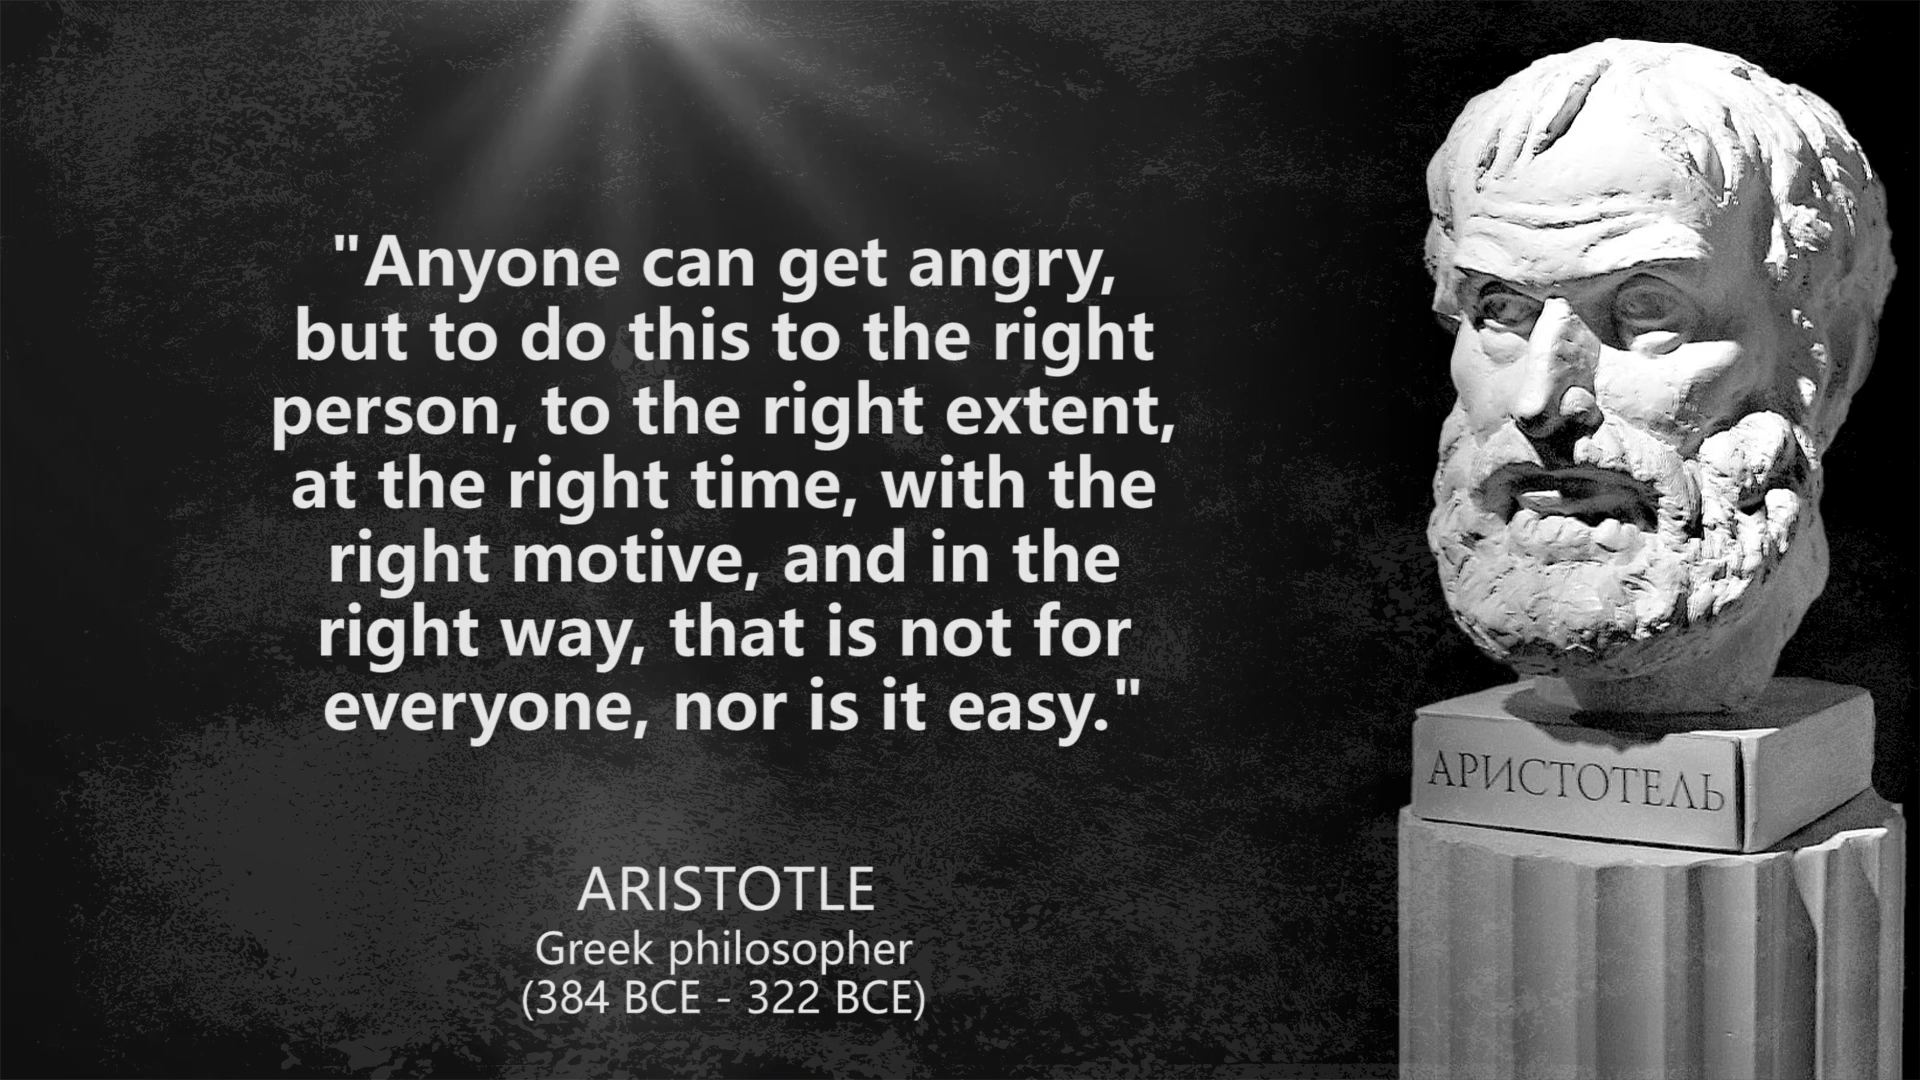 "Anyone can get angry,
but to do this to the right
person, to the right extent,
at the right time, with the
right motive, and in the
right way, that is not for
everyone, nor is it easy."
ARISTOTLE
Greek philosopher
(384 BCE - 322 BCE)
АРИСТОТЕЛЬ